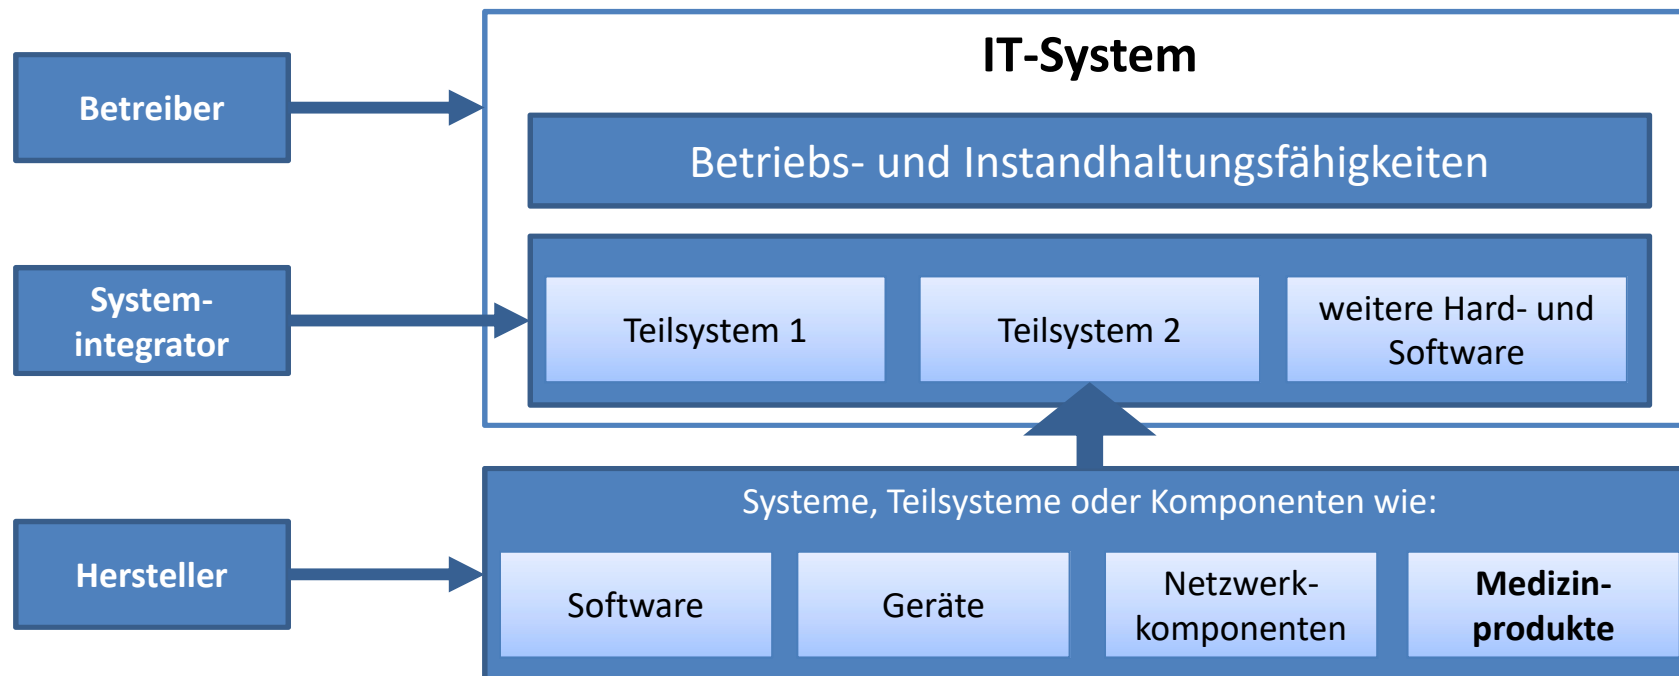 IT-System
Betreiber
Betriebs- und Instandhaltungsfähigkeiten
System-
integrator
Teilsystem 1
Teilsystem 2
weitere Hard- und
Software
Systeme, Teilsysteme oder Komponenten wie:
Hersteller
Software
Geräte
Netzwerk-
komponenten
Medizin-
produkte